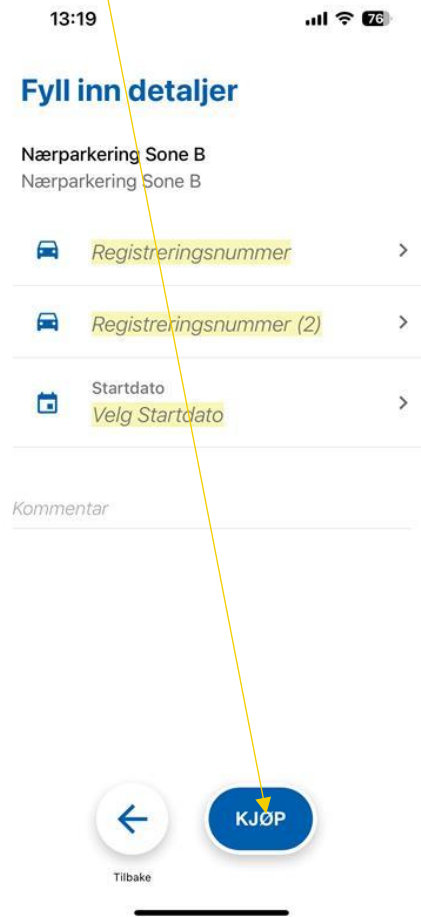 13:19
76
Fyll inn detaljer
Nærparkering Sone B
Nærparkering Sone B
Registreringsnummer
Registreringsnummer (2)
Startdato
Velg Startdato
Kommentar
KJØP
Tilbake